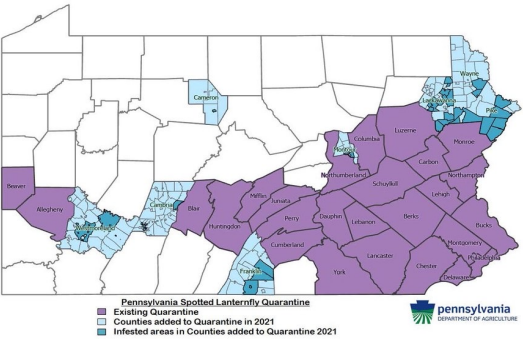 Wayne
Cameron
Lackawanna
Pike
Columbia
Luzerne
Montour
Monroe
Carbon
Northumberland
Northampton
Beaver
Schuylkill
Lehigh
Mifflin
Juniata
Allegheny
Cambria
Blair
Perry
Dauphin
Lebanon
Berks
Bucks
Westmoreland
Huntingdon
Cumberland
Montgomery
Philadelphia
Lancaster
Chester
Delaware
Franklin
York
Pennsylvania Spotted Lanternfly Quarantine
Existing Quarantine
Counties added to Quarantine in 2021
Infested areas in Counties added to Quarantine 2021
pennsylvania
DEPARTMENT OF AGRICULTURE